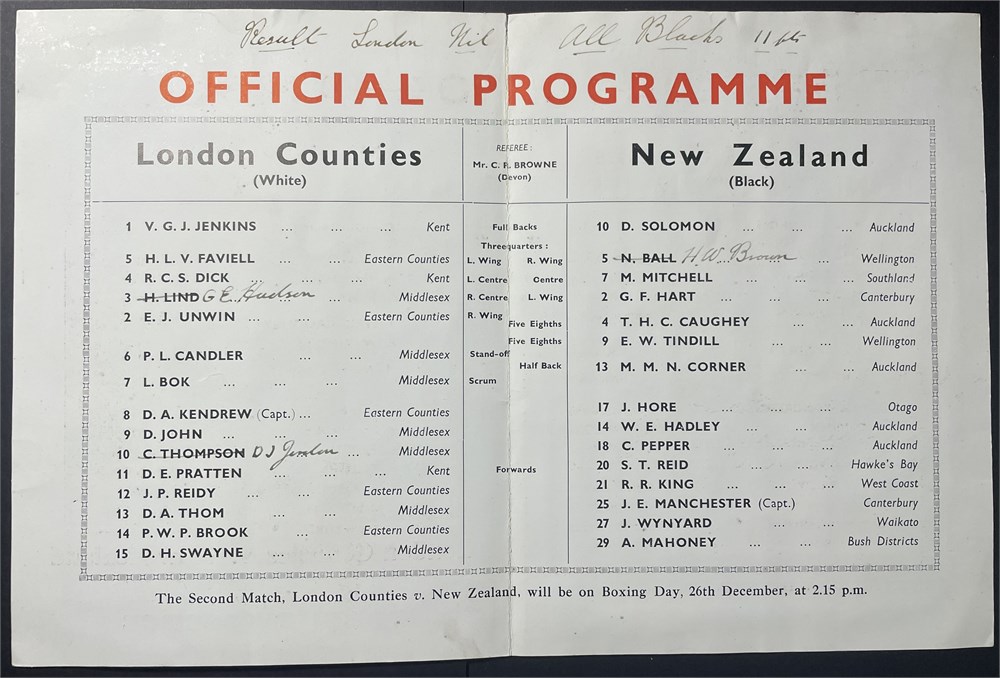 Result London Nil All Blacks 11 pts
OFFICIAL PROGRAMME
London Counties
(White)
REFEREE:
Mr. C. R. BROWNE
(Devon)
New Zealand
(Black)
1 V. G. J. JENKINS ... ... ... Kent
5 H. L. V. FAVIELL ... ... Eastern Counties
4 R. C. S. DICK ... ... ... Kent
3 H. LIND G E Hudson ... Middlesex
2 E. J. UNWIN ... ... Eastern Counties
6 P. L. CANDLER ... ... Middlesex
7 L. BOK ... ... ... Middlesex
8 D. A. KENDREW (Capt.) ... Eastern Counties
9 D. JOHN ... ... ... Middlesex
10 C. THOMPSON D J ... Middlesex
11 D. E. PRATTEN ... ... ... Kent
12 J. P. REIDY ... ... Eastern Counties
13 D. A. THOM ... ... Middlesex
14 P. W. P. BROOK ... Eastern Counties
15 D. H. SWAYNE ... ... Middlesex
Full Backs
Threequarters:
L. Wing R. Wing
L. Centre Centre
R. Centre L. Wing
R. Wing
Five Eighths
Five Eighths
Stand-off
Half Back
Scrum
Forwards
10 D. SOLOMON ... ... Auckland
5 N. BALL H. W. Brown ... Wellington
7 M. MITCHELL ... ... ... Southland
2 G. F. HART ... ... ... Canterbury
4 T. H. C. CAUGHEY ... ... Auckland
9 E. W. TINDILL ... ... Wellington
13 M. M. N. CORNER ... ... Auckland
17 J. HORE ... ... ... Otago
14 W. E. HADLEY ... ... Auckland
18 C. PEPPER ... ... ... Auckland
20 S. T. REID ... ... Hawke's Bay
21 R. R. KING ... ... West Coast
25 J. E. MANCHESTER (Capt.) Canterbury
27 J. WYNYARD ... ... Waikato
29 A. MAHONEY ... ... Bush Districts
The Second Match, London Counties v. New Zealand, will be on Boxing Day, 26th December, at 2.15 p.m.